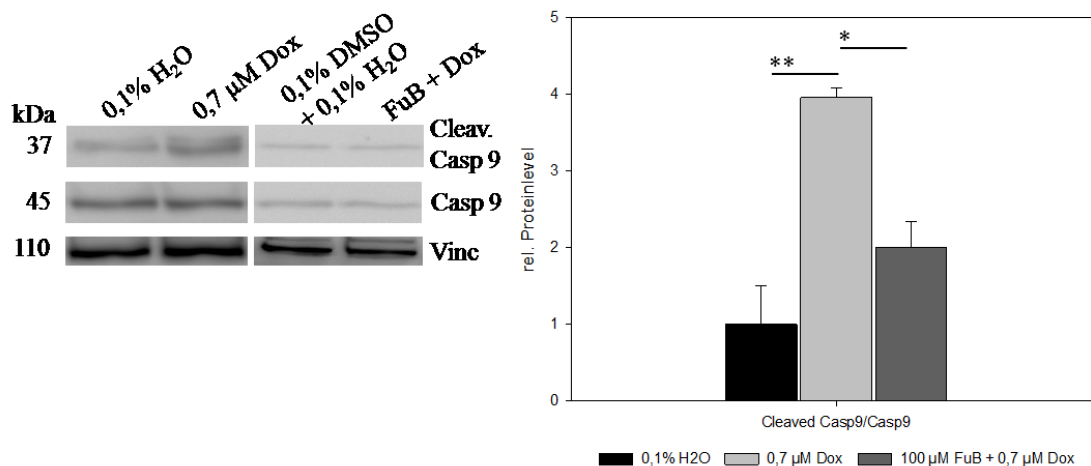 0,1% H₂O
0,7 µM Dox
0,1% DMSO
+ 0,1% H₂O
FuB + Dox
kDa
37
Cleav.
Casp 9
45
Casp 9
110
Vinc
5
4
3
2
1
0
rel. Proteinlevel
**
*
Cleaved Casp9/Casp9
0,1% H2O
0,7 µM Dox
100 µM FuB + 0,7 µM Dox